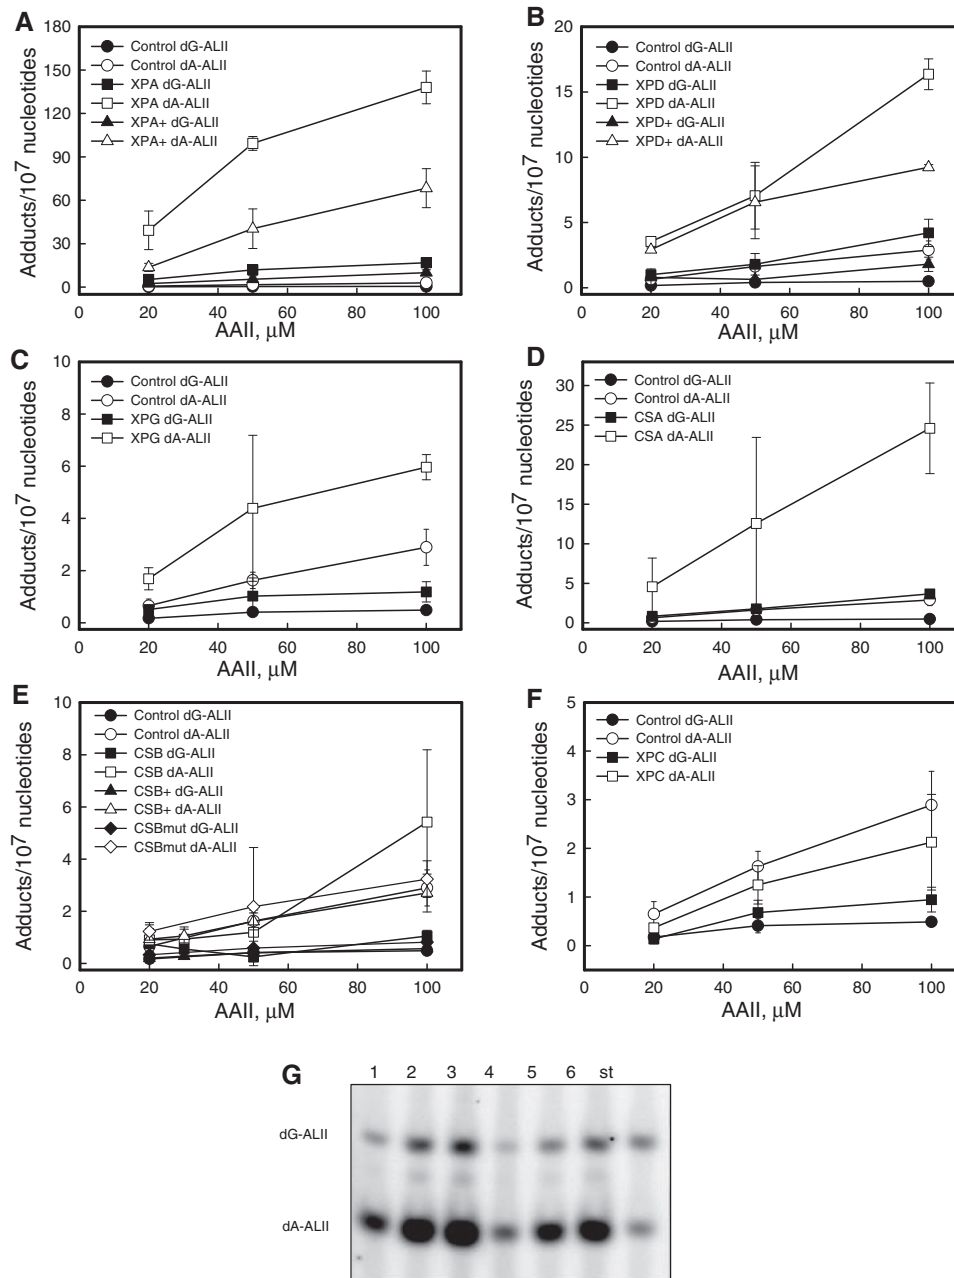 A
180
150
120
90
60
30
0
Adducts/10⁷ nucleotides
Control dG-ALII
Control dA-ALII
XPA dG-ALII
XPA dA-ALII
XPA+ dG-ALII
XPA+ dA-ALII
0 20 40 60 80 100
AAII, μM
B
20
15
10
5
0
Adducts/10⁷ nucleotides
Control dG-ALII
Control dA-ALII
XPD dG-ALII
XPD dA-ALII
XPD+ dG-ALII
XPD+ dA-ALII
0 20 40 60 80 100
AAII, μM
C
10
8
6
4
2
0
Adducts/10⁷ nucleotides
Control dG-ALII
Control dA-ALII
XPG dG-ALII
XPG dA-ALII
0 20 40 60 80 100
AAII, μM
D
30
25
20
15
10
5
0
Adducts/10⁷ nucleotides
Control dG-ALII
Control dA-ALII
CSA dG-ALII
CSA dA-ALII
0 20 40 60 80 100
AAII, μM
E
10
8
6
4
2
0
Adducts/10⁷ nucleotides
Control dG-ALII
Control dA-ALII
CSB dG-ALII
CSB dA-ALII
CSB+ dG-ALII
CSB+ dA-ALII
CSBmut dG-ALII
CSBmut dA-ALII
0 20 40 60 80 100
AAII, μM
F
5
4
3
2
1
0
Adducts/10⁷ nucleotides
Control dG-ALII
Control dA-ALII
XPC dG-ALII
XPC dA-ALII
0 20 40 60 80 100
AAII, μM
G
1 2 3 4 5 6 st
dG-ALII
dA-ALII